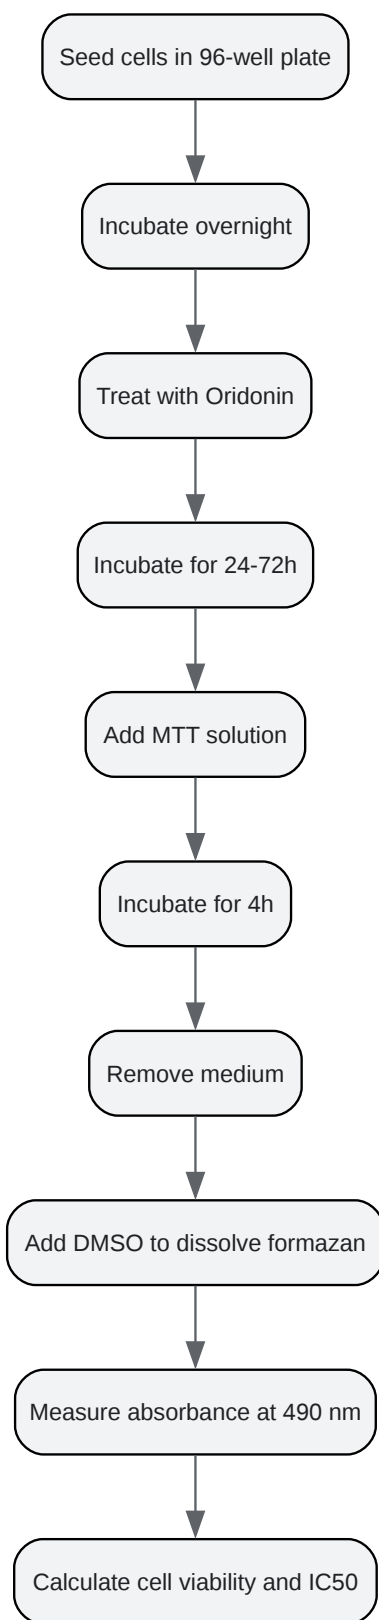 Seed cells in 96-well plate
Incubate overnight
Treat with Oridonin
Incubate for 24-72h
Add MTT solution
Incubate for 4h
Remove medium
Add DMSO to dissolve formazan
Measure absorbance at 490 nm
Calculate cell viability and IC50